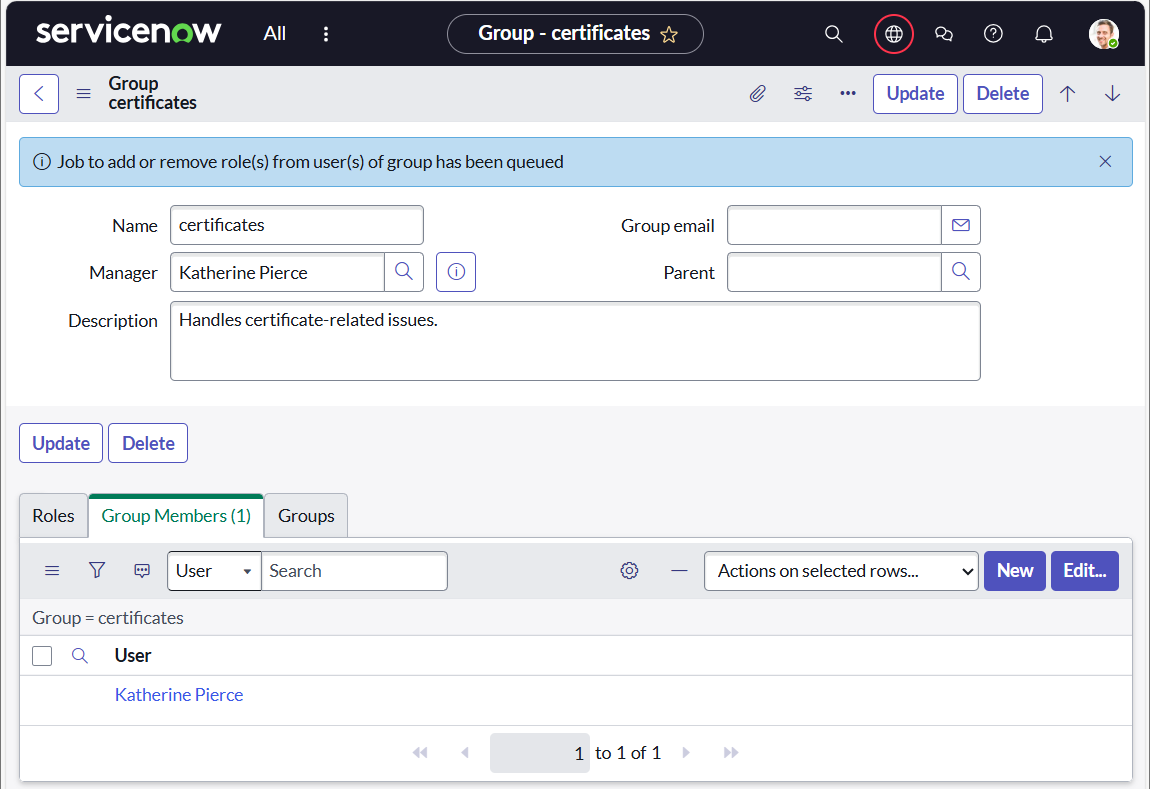 servicenow All Group - certificates
Group
certificates
Update Delete
Job to add or remove role(s) from user(s) of group has been queued
Name certificates Group email
Manager Katherine Pierce Parent
Description Handles certificate-related issues.
Update Delete
Roles Group Members (1) Groups
User Search Actions on selected rows... New Edit...
Group = certificates
User
Katherine Pierce
1 to 1 of 1